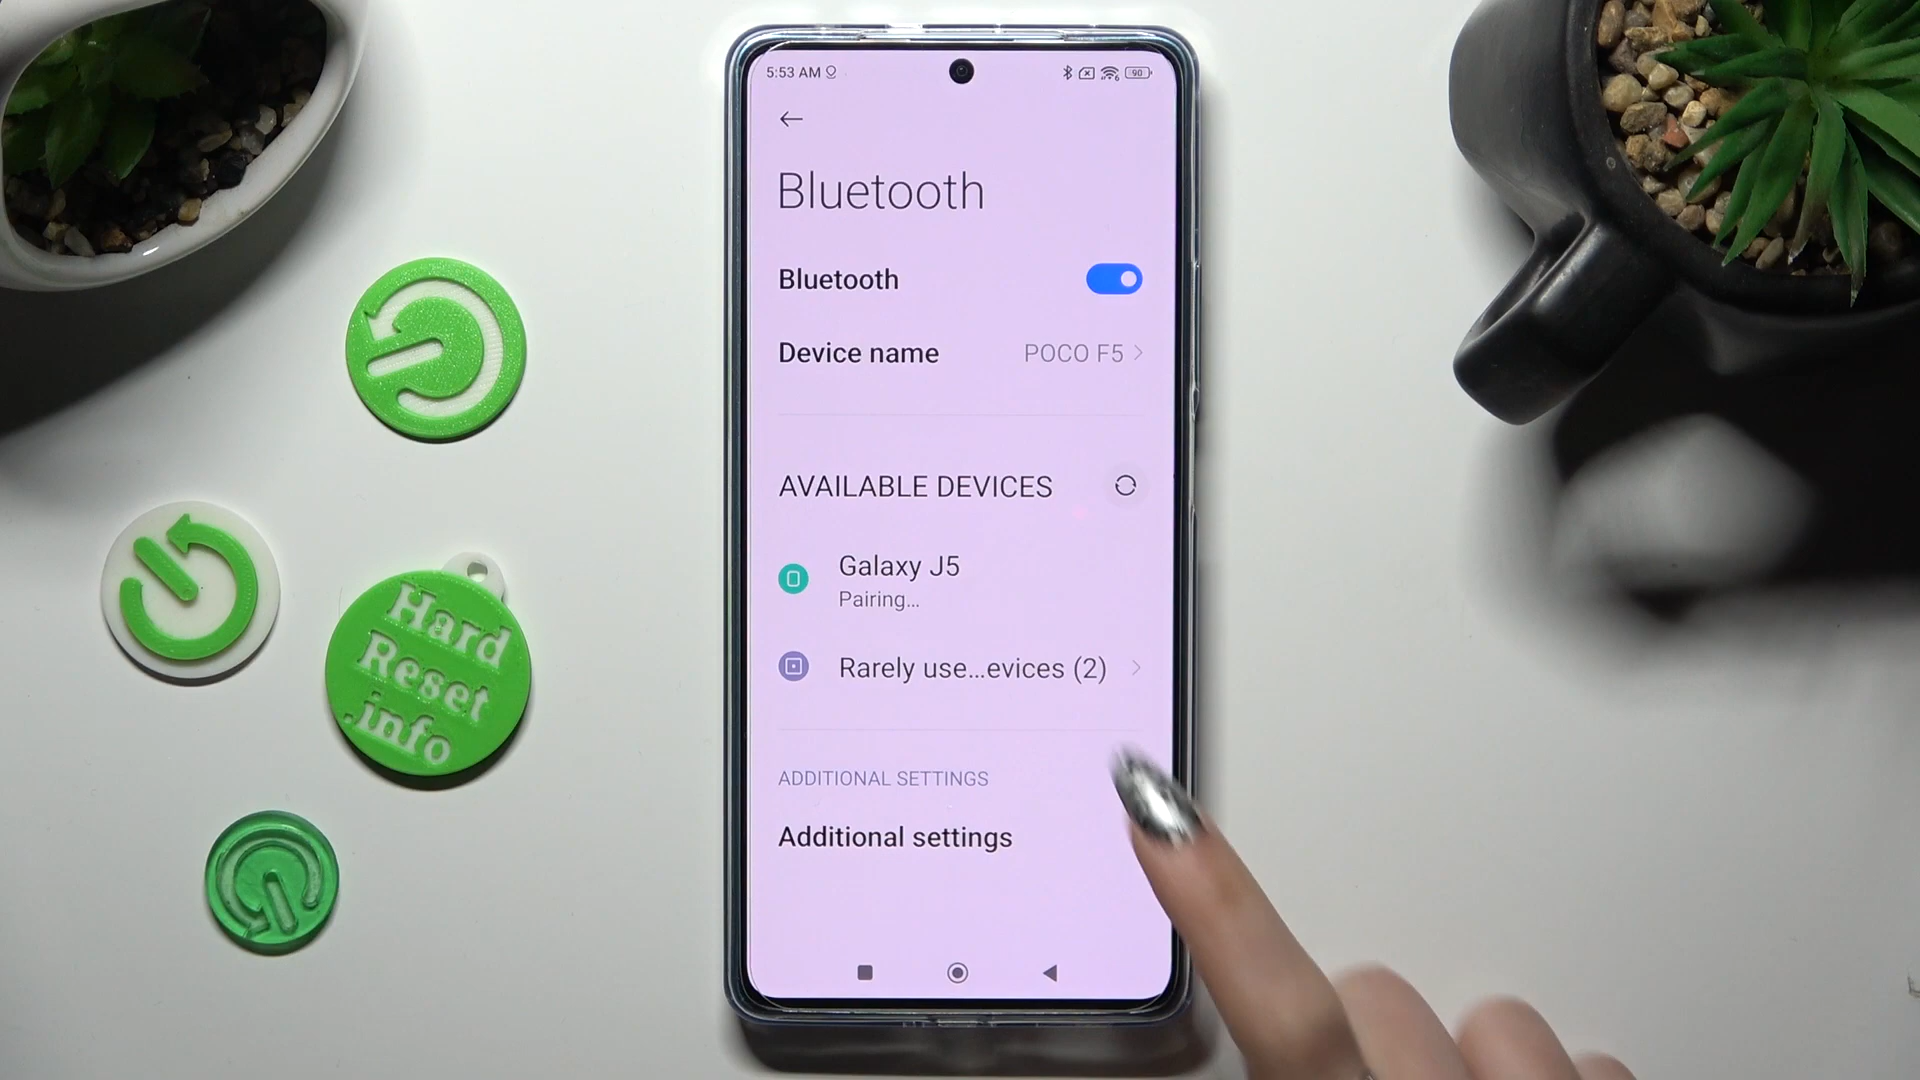 5:53 AM
90
Bluetooth
Bluetooth
Device name
POCO F5
AVAILABLE DEVICES
Galaxy J5
Pairing...
Rarely use...evices (2)
ADDITIONAL SETTINGS
Additional settings
Hard
Reset
.info